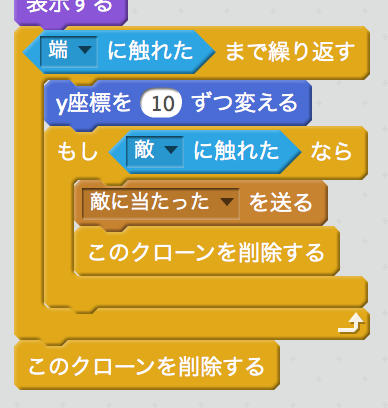 表示する
端 に触れた まで繰り返す
y座標を 10 ずつ変える
もし 敵 に触れた なら
敵に当たった を送る
このクローンを削除する
このクローンを削除する